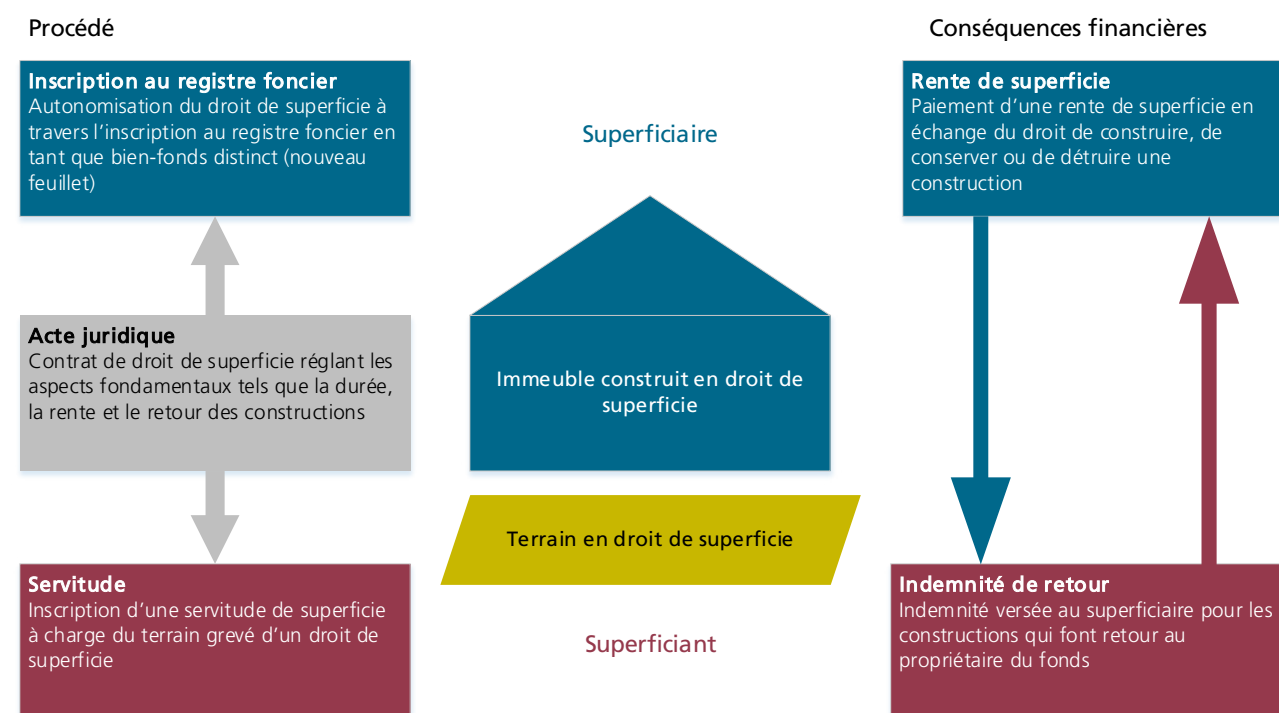 Procédé
Conséquences financières
Inscription au registre foncier
Autonomisation du droit de superficie à
travers l'inscription au registre foncier en
tant que bien-fonds distinct (nouveau
feuillet)
Superficiaire
Rente de superficie
Paiement d'une rente de superficie en
échange du droit de construire, de
conserver ou de détruire une
construction
Acte juridique
Contrat de droit de superficie réglant les
aspects fondamentaux tels que la durée,
la rente et le retour des constructions
Immeuble construit en droit de
superficie
Terrain en droit de superficie
Servitude
Inscription d'une servitude de superficie
à charge du terrain grevé d'un droit de
superficie
Superficiant
Indemnité de retour
Indemnité versée au superficiaire pour les
constructions qui font retour au
propriétaire du fonds